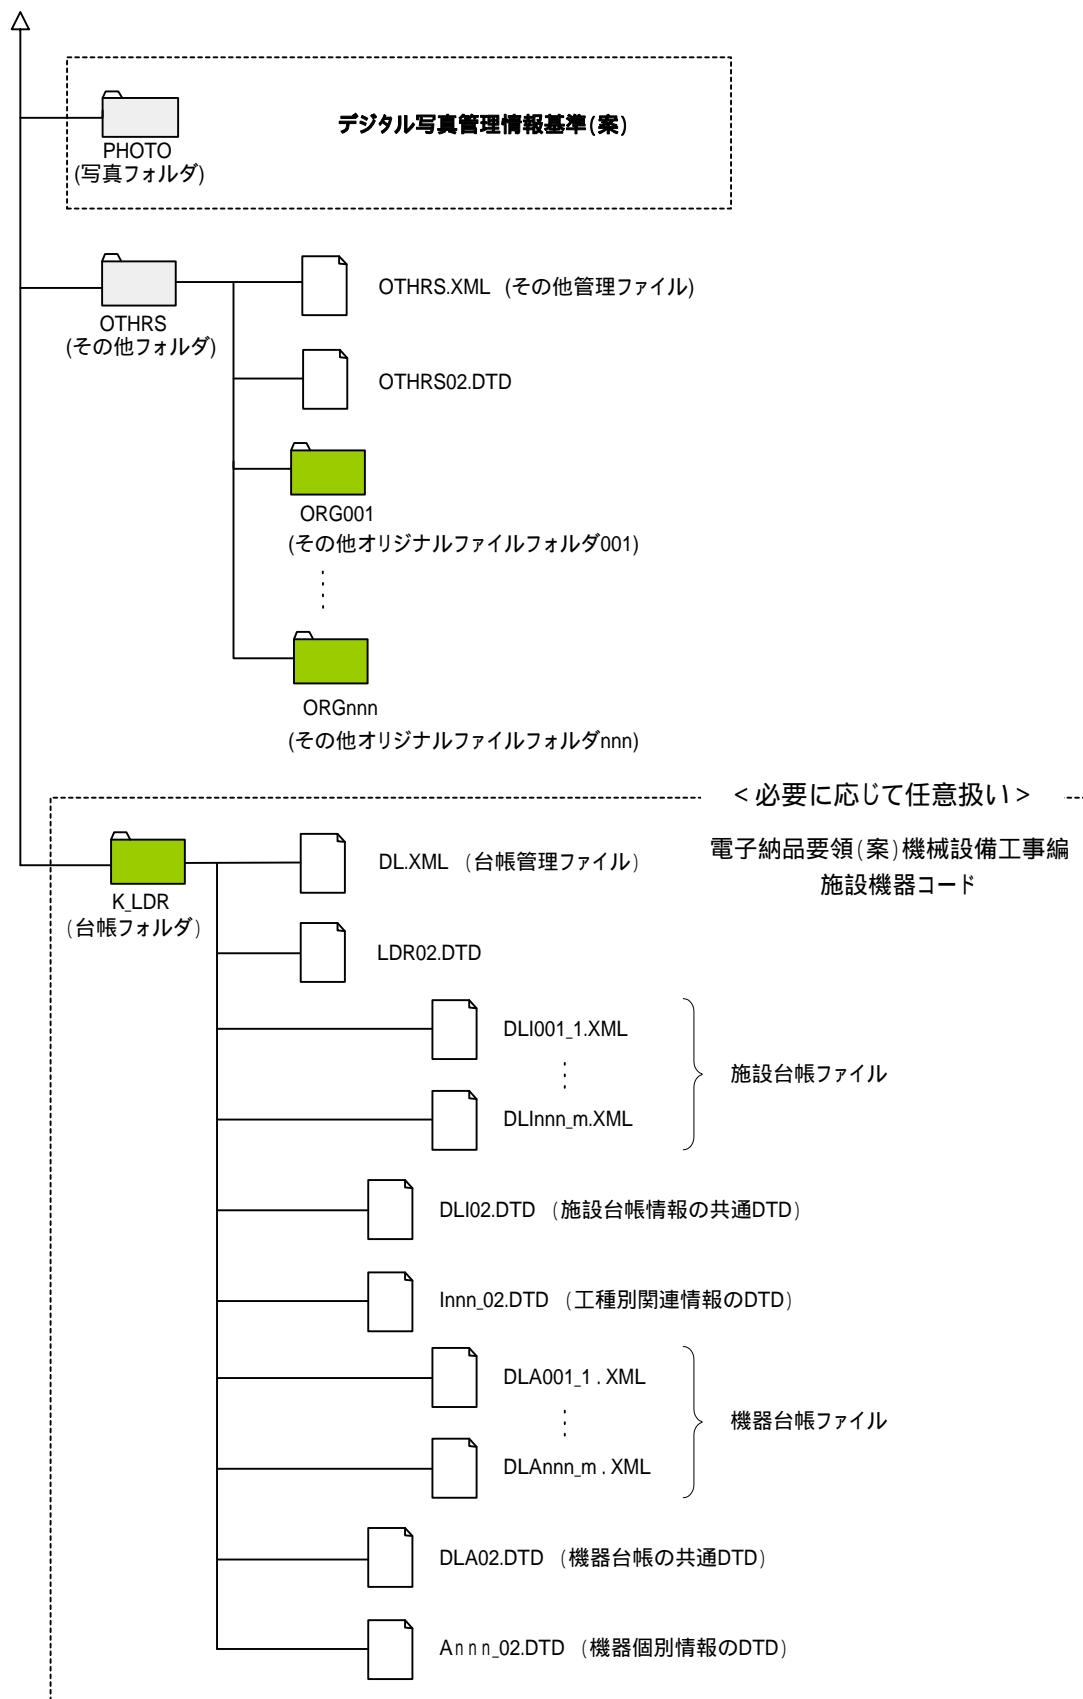 デジタル写真管理情報基準(案)
PHOTO
(写真フォルダ)
OTHRS.XML (その他管理ファイル)
OTHRS
(その他フォルダ)
OTHRS02.DTD
ORG001
(その他オリジナルファイルフォルダ001)
ORGnnn
(その他オリジナルファイルフォルダnnn)
<必要に応じて任意扱い>
電子納品要領(案)機械設備工事編
施設機器コード
DL.XML (台帳管理ファイル)
K_LDR
(台帳フォルダ)
LDR02.DTD
DLI001_1.XML
施設台帳ファイル
DLInnn_m.XML
DLI02.DTD (施設台帳情報の共通DTD)
Innn_02.DTD (工種別関連情報のDTD)
DLA001_1 . XML
機器台帳ファイル
DLAnnn_m . XML
DLA02.DTD (機器台帳の共通DTD)
Annn_02.DTD (機器個別情報のDTD)